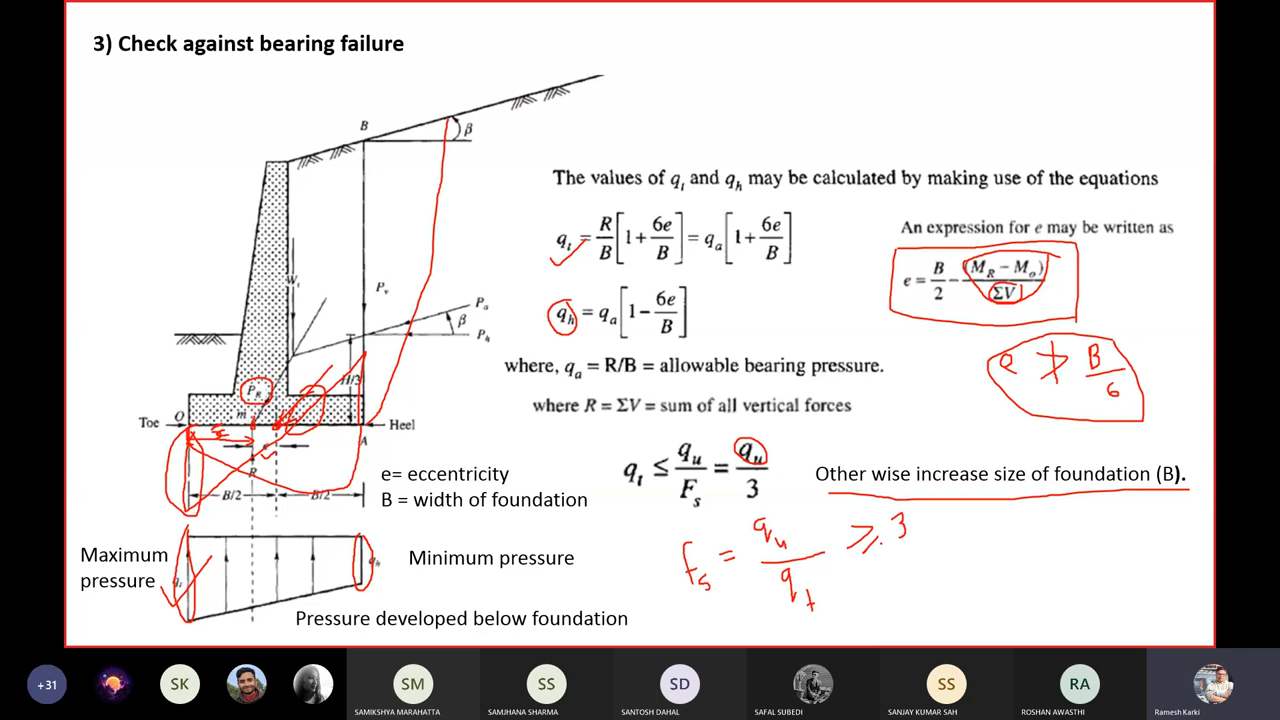 3) Check against bearing failure
B
β
The values of qt and qh may be calculated by making use of the equations
qt = R/B [1 + 6e/B] = qa [1 + 6e/B]
An expression for e may be written as
e = B/2 − (MR − Mo)/ΣV
Pv
Pa
β
Ph
qh = qa [1 − 6e/B]
e ≯ B/6
where, qa = R/B = allowable bearing pressure.
H/3
PR
m
where R = ΣV = sum of all vertical forces
Toe
O
Heel
A
x̄
e
R
qt ≤ qu/Fs = qu/3
e= eccentricity
Other wise increase size of foundation (B).
B/2
B/2
B = width of foundation
fs = qu/qt ≥ 3
Maximum pressure
qh
Minimum pressure
Pressure developed below foundation
+31
SK
SM
SS
SD
SS
RA
SAMIKSHYA MARAHATTA
SAMJHANA SHARMA
SANTOSH DAHAL
SAFAL SUBEDI
SANJAY KUMAR SAH
ROSHAN AWASTHI
Ramesh Karki